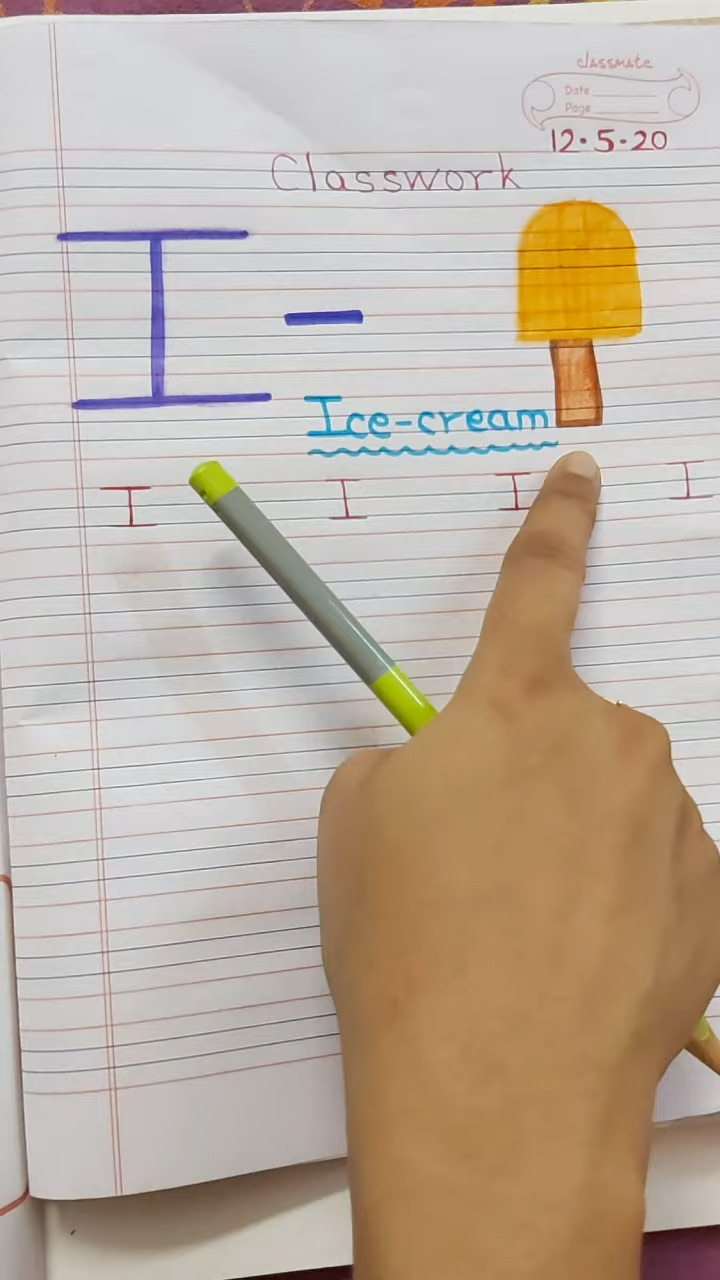 classmate
Date
Page
12.5.20
Classwork
I -
Ice-cream
I I I I